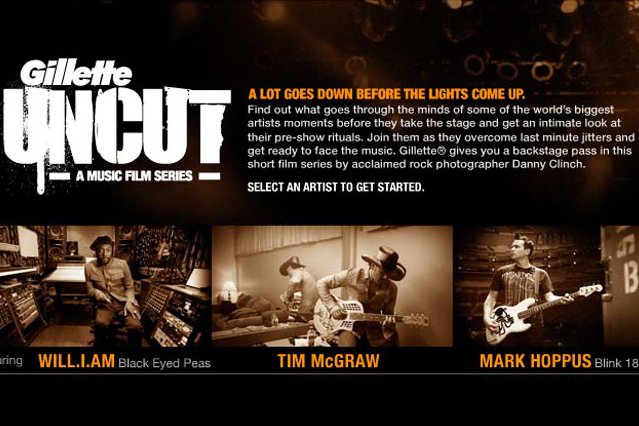 Gillette
UNCUT
A MUSIC FILM SERIES
A LOT GOES DOWN BEFORE THE LIGHTS COME UP.
Find out what goes through the minds of some of the world's biggest
artists moments before they take the stage and get an intimate look at
their pre-show rituals. Join them as they overcome last minute jitters and
get ready to face the music. Gillette® gives you a backstage pass in this
short film series by acclaimed rock photographer Danny Clinch.
SELECT AN ARTIST TO GET STARTED.
uring WILL.I.AM Black Eyed Peas TIM McGRAW MARK HOPPUS Blink 18